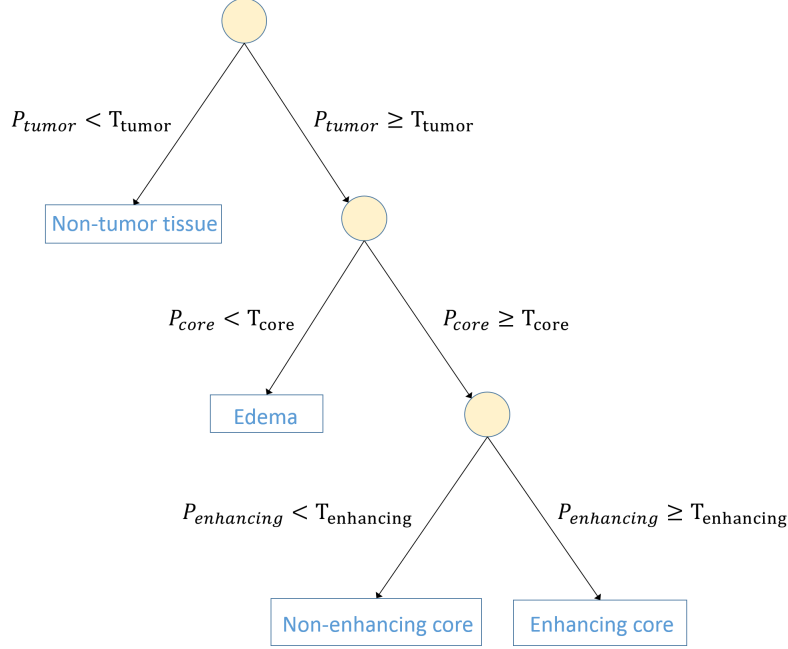 P_tumor < T_tumor
P_tumor ≥ T_tumor
Non-tumor tissue
P_core < T_core
P_core ≥ T_core
Edema
P_enhancing < T_enhancing
P_enhancing ≥ T_enhancing
Non-enhancing core
Enhancing core